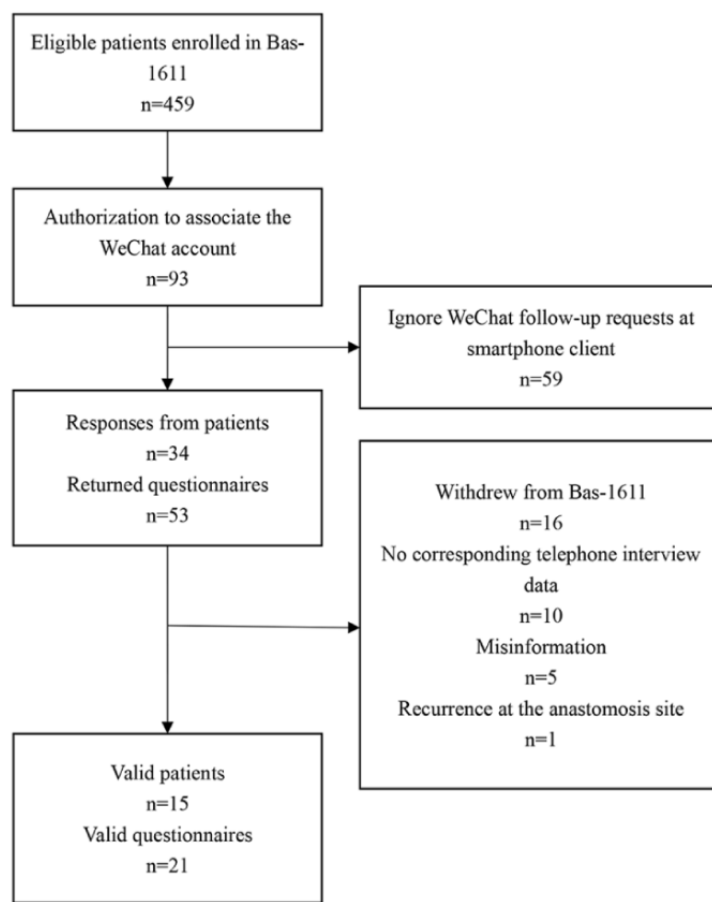 Eligible patients enrolled in Bas-
1611
n=459
Authorization to associate the
WeChat account
n=93
Ignore WeChat follow-up requests at
smartphone client
n=59
Responses from patients
n=34
Returned questionnaires
n=53
Withdrew from Bas-1611
n=16
No corresponding telephone interview
data
n=10
Misinformation
n=5
Recurrence at the anastomosis site
n=1
Valid patients
n=15
Valid questionnaires
n=21